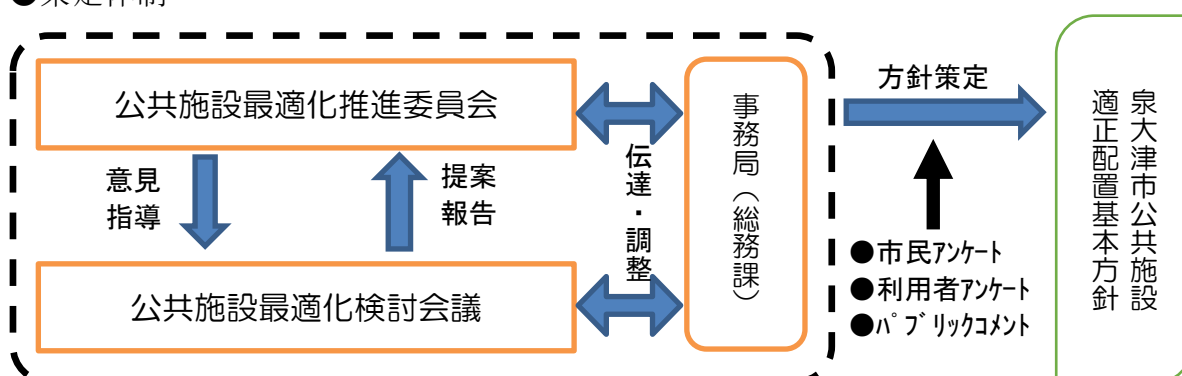 公共施設最適化推進委員会
意見
指導
提案
報告
公共施設最適化検討会議
伝達・調整
事務局（総務課）
方針策定
●市民ｱﾝｹｰﾄ
●利用者ｱﾝｹｰﾄ
●ﾊﾟﾌﾞﾘｯｸｺﾒﾝﾄ
泉大津市公共施設
適正配置基本方針